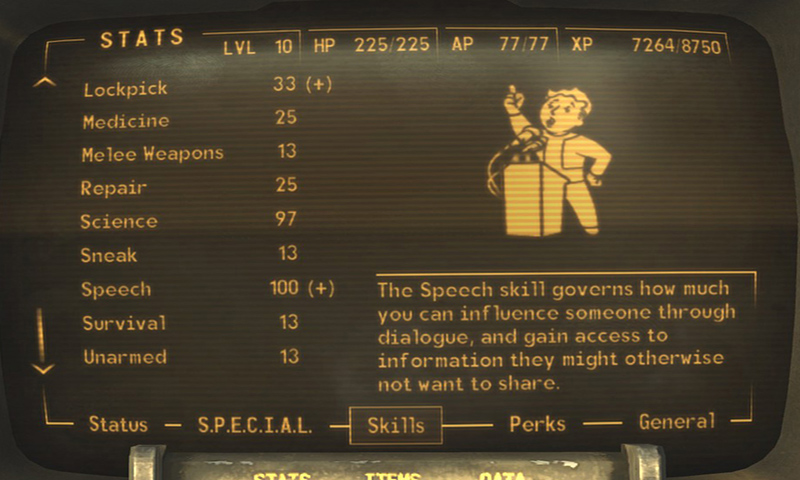 STATS LVL 10 HP 225/225 AP 77/77 XP 7264/8750
Lockpick 33 (+)
Medicine 25
Melee Weapons 13
Repair 25
Science 97
Sneak 13
Speech 100 (+)
Survival 13
Unarmed 13
The Speech skill governs how much
you can influence someone through
dialogue, and gain access to
information they might otherwise
not want to share.
Status S.P.E.C.I.A.L. Skills Perks General
STATS ITEMS DATA